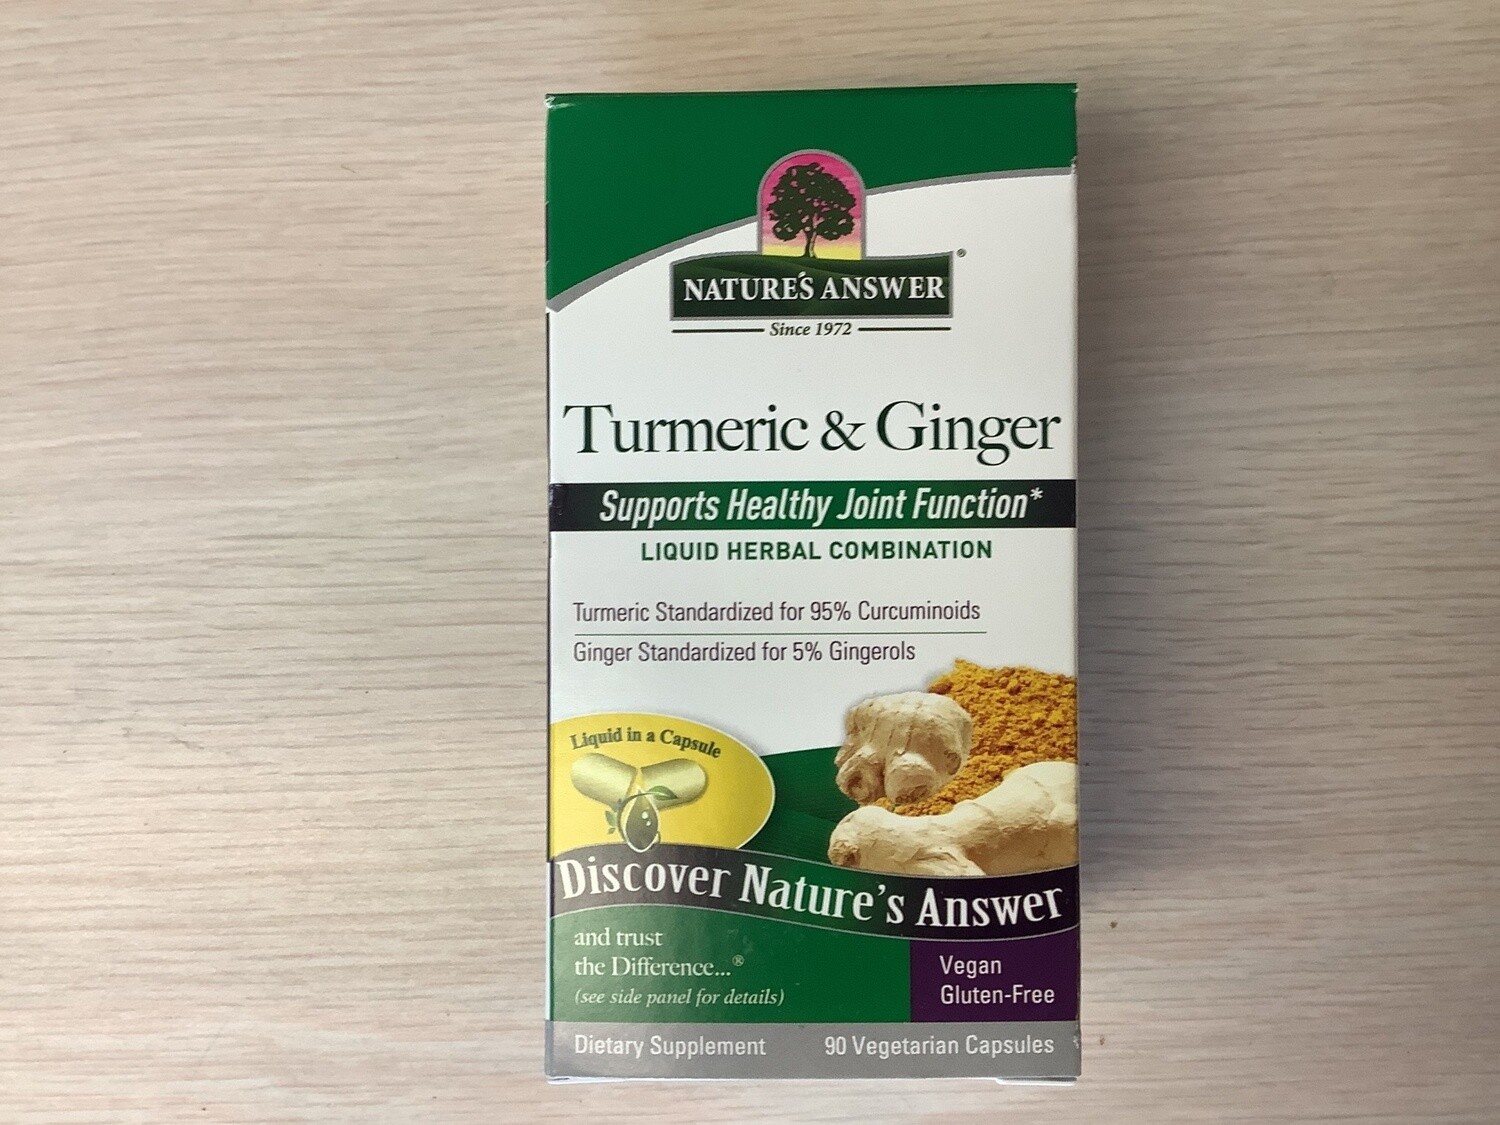 NATURE'S ANSWER®
Since 1972
Turmeric & Ginger
Supports Healthy Joint Function*
LIQUID HERBAL COMBINATION
Turmeric Standardized for 95% Curcuminoids
Ginger Standardized for 5% Gingerols
Liquid in a Capsule
Discover Nature's Answer
and trust
the Difference...®
(see side panel for details)
Vegan
Gluten-Free
Dietary Supplement
90 Vegetarian Capsules